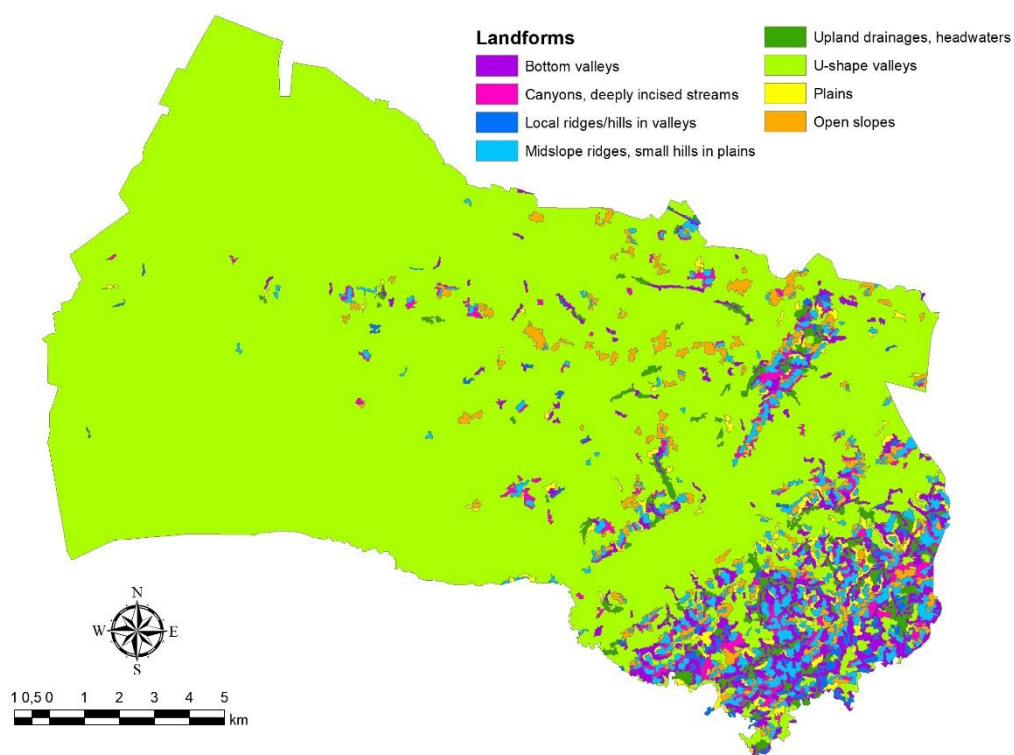 Landforms
Bottom valleys
Canyons, deeply incised streams
Local ridges/hills in valleys
Midslope ridges, small hills in plains
Upland drainages, headwaters
U-shape valleys
Plains
Open slopes
N
W E
S
1 0,5 0 1 2 3 4 5
km